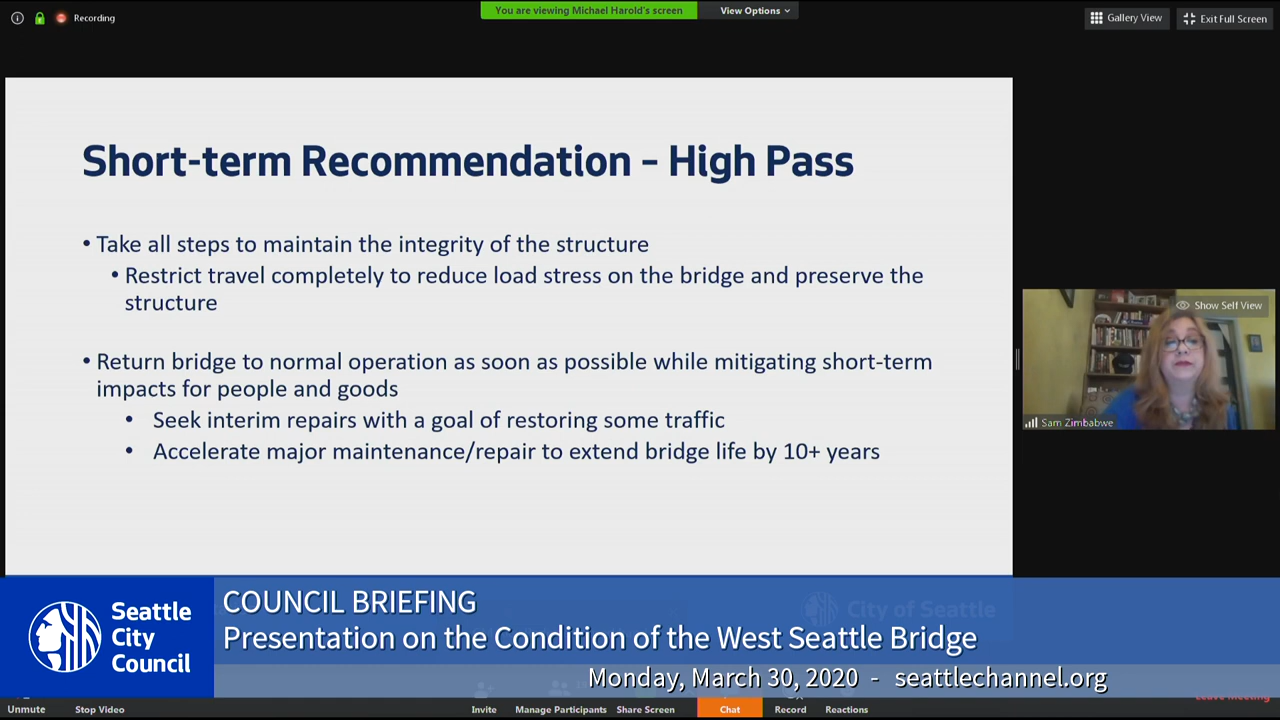 Recording
You are viewing Michael Harold's screen
View Options
Gallery View
Exit Full Screen
Short-term Recommendation – High Pass
• Take all steps to maintain the integrity of the structure
• Restrict travel completely to reduce load stress on the bridge and preserve the
structure
• Return bridge to normal operation as soon as possible while mitigating short-term
impacts for people and goods
• Seek interim repairs with a goal of restoring some traffic
• Accelerate major maintenance/repair to extend bridge life by 10+ years
Show Self View
Sam Zimbabwe
City of Seattle
Seattle
City
Council
COUNCIL BRIEFING
Presentation on the Condition of the West Seattle Bridge
Monday, March 30, 2020 - seattlechannel.org
Unmute
Stop Video
Invite
Manage Participants
Share Screen
Chat
Record
Reactions
Leave Meeting